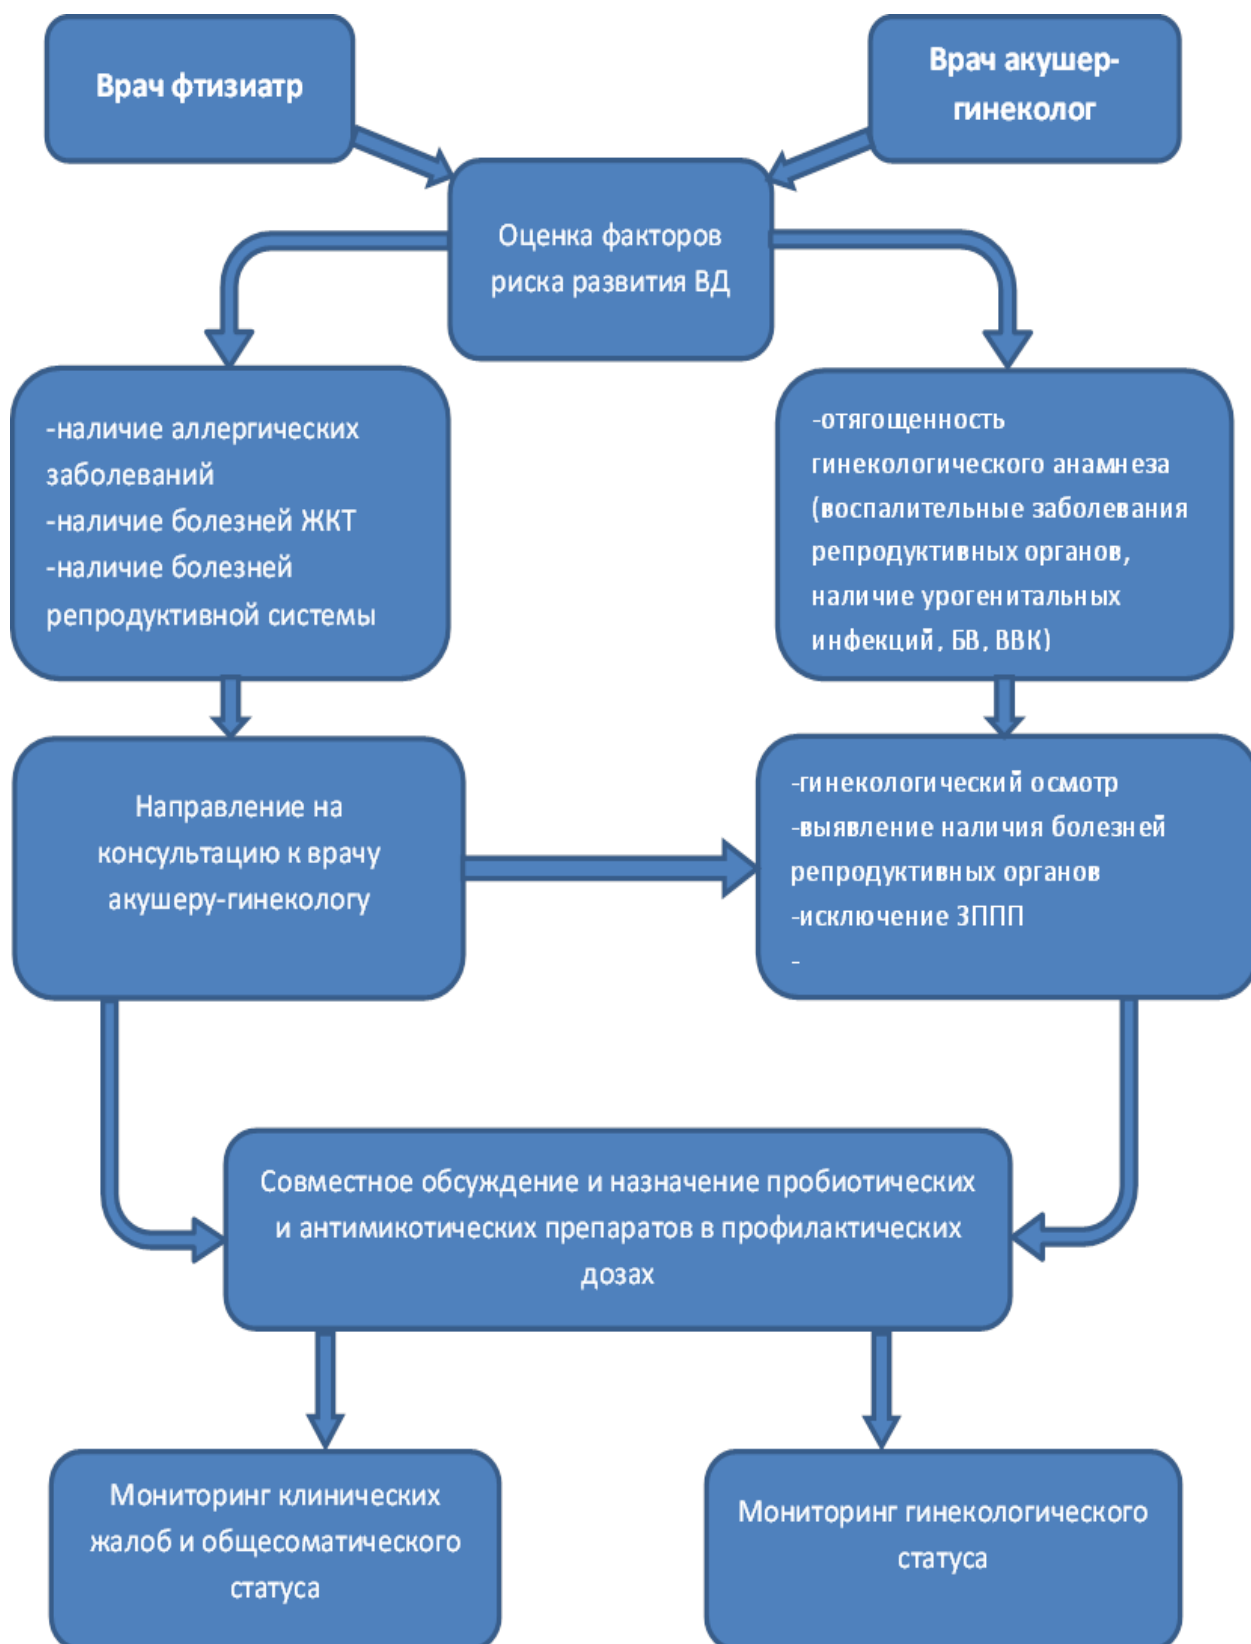 Врач фтизиатр
Врач акушер-
гинеколог
Оценка факторов
риска развития ВД
-наличие аллергических
заболеваний
-наличие болезней ЖКТ
-наличие болезней
репродуктивной системы
-отягощенность
гинекологического анамнеза
(воспалительные заболевания
репродуктивных органов,
наличие урогенитальных
инфекций, БВ, ВВК)
Направление на
консультацию к врачу
акушеру-гинекологу
-гинекологический осмотр
-выявление наличия болезней
репродуктивных органов
-исключение ЗППП
-
Совместное обсуждение и назначение пробиотических
и антимикотических препаратов в профилактических
дозах
Мониторинг клинических
жалоб и общесоматического
статуса
Мониторинг гинекологического
статуса